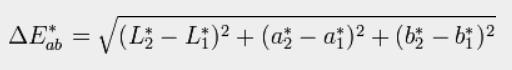 ΔE*ab = √(L*2 − L*1)2 + (a*2 − a*1)2 + (b*2 − b*1)2